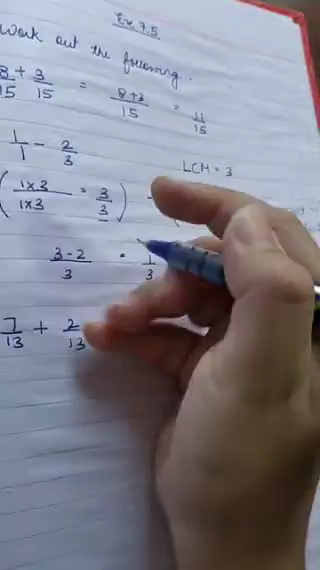 Ex 7.5
Work out the following.
8/15 + 3/15 = 8+3/15 = 11/15
1/1 - 2/3
LCM = 3
(1×3/1×3 = 3/3)
3-2/3 = 1/3
7/13 + 2/13